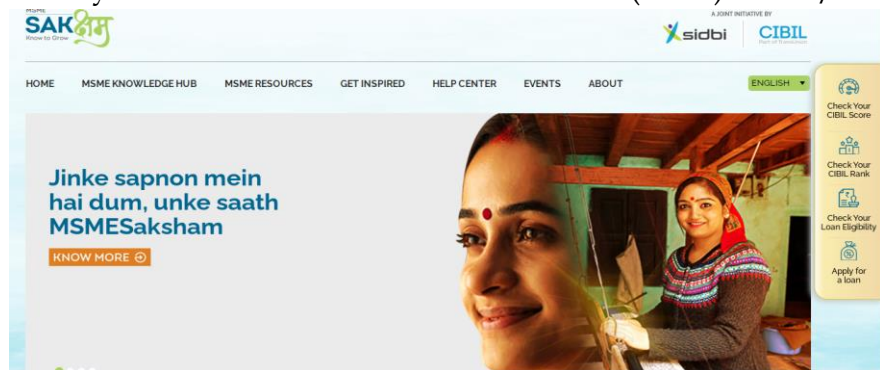 MSME
SAKक्षम
Know to Grow
A JOINT INITIATIVE BY
sidbi
CIBIL
HOME
MSME KNOWLEDGE HUB
MSME RESOURCES
GET INSPIRED
HELP CENTER
EVENTS
ABOUT
ENGLISH
Check Your
CIBIL Score
Check Your
CIBIL Rank
Check Your
Loan Eligibility
Apply for
a loan
Jinke sapnon mein
hai dum, unke saath
MSMESaksham
KNOW MORE